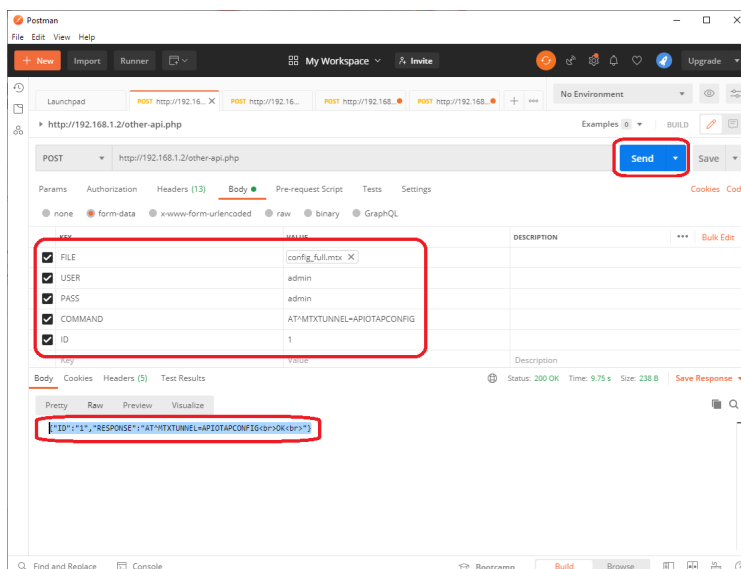 Postman
File Edit View Help
+ New Import Runner My Workspace Invite Upgrade
Launchpad POST http://192.16... X POST http://192.16... POST http://192.168... POST http://192.168... + ••• No Environment
http://192.168.1.2/other-api.php Examples 0 BUILD
POST http://192.168.1.2/other-api.php Send Save
Params Authorization Headers (13) Body Pre-request Script Tests Settings Cookies Cod
none form-data x-www-form-urlencoded raw binary GraphQL
KEY VALUE DESCRIPTION ••• Bulk Edit
FILE config_full.mtx X
USER admin
PASS admin
COMMAND AT^MTXTUNNEL=APIOTAPCONFIG
ID 1
Key Value Description
Body Cookies Headers (5) Test Results Status: 200 OK Time: 9.75 s Size: 238 B Save Response
Pretty Raw Preview Visualize
{"ID":"1","RESPONSE":"AT^MTXTUNNEL=APIOTAPCONFIG<br>OK<br>"}
Find and Replace Console Bootcamp Build Browse